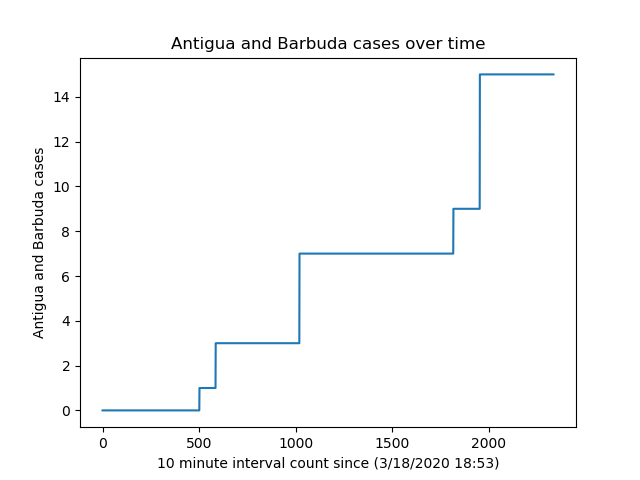 Antigua and Barbuda cases over time
Antigua and Barbuda cases
14
12
10
8
6
4
2
0
0 500 1000 1500 2000
10 minute interval count since (3/18/2020 18:53)